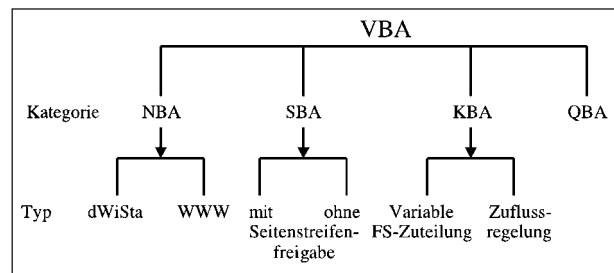 VBA
Kategorie NBA SBA KBA QBA
Typ dWiSta WWW mit ohne Variable Zufluss-
Seitenstreifen- FS-Zuteilung regelung
freigabe